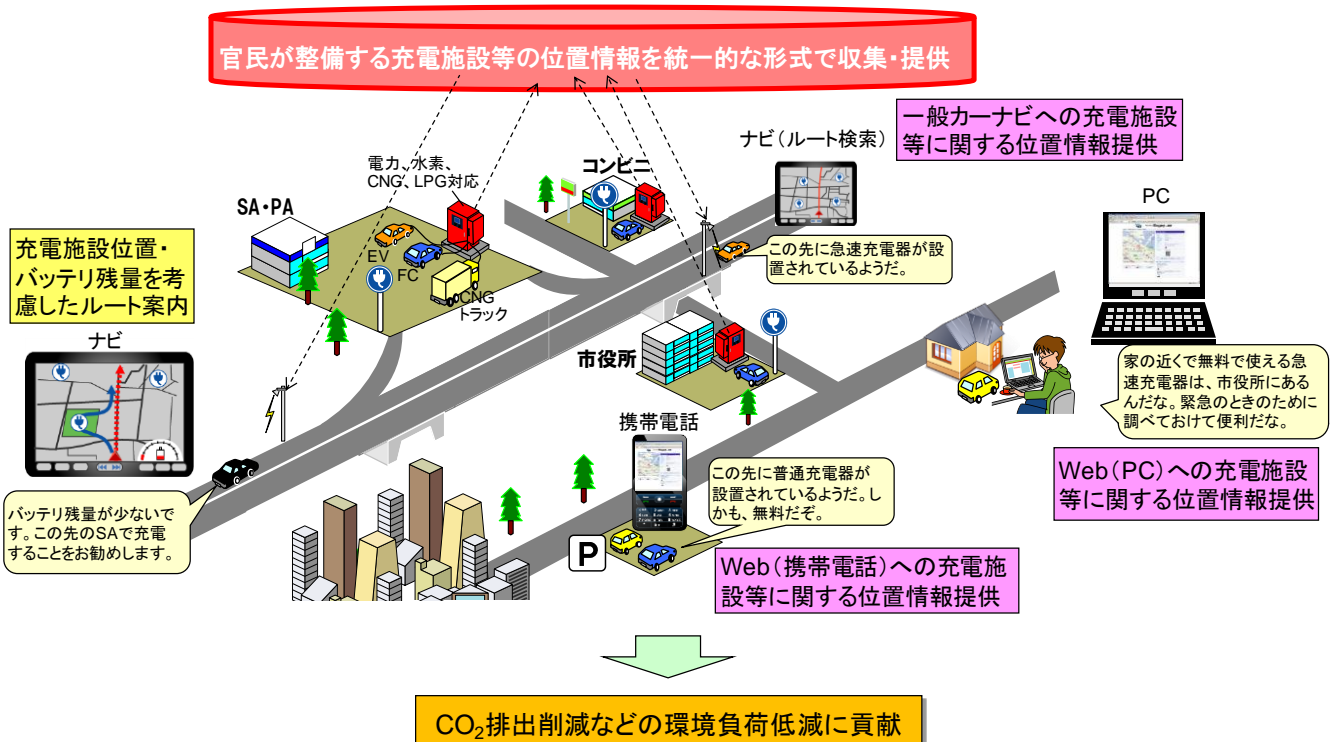 官民が整備する充電施設等の位置情報を統一的な形式で収集・提供
一般カーナビへの充電施設
等に関する位置情報提供
ナビ(ルート検索)
コンビニ
電力、水素、
CNG、LPG対応
SA・PA
PC
EV
FC
CNG
トラック
この先に急速充電器が設
置されているようだ。
充電施設位置・
バッテリ残量を考
慮したルート案内
ナビ
市役所
家の近くで無料で使える急
速充電器は、市役所にある
んだな。緊急のときのために
調べておけて便利だな。
携帯電話
この先に普通充電器が
設置されているようだ。し
かも、無料だぞ。
Web(PC)への充電施設
等に関する位置情報提供
バッテリ残量が少ないで
す。この先のSAで充電
することをお勧めします。
P
Web(携帯電話)への充電施
設等に関する位置情報提供
CO₂排出削減などの環境負荷低減に貢献